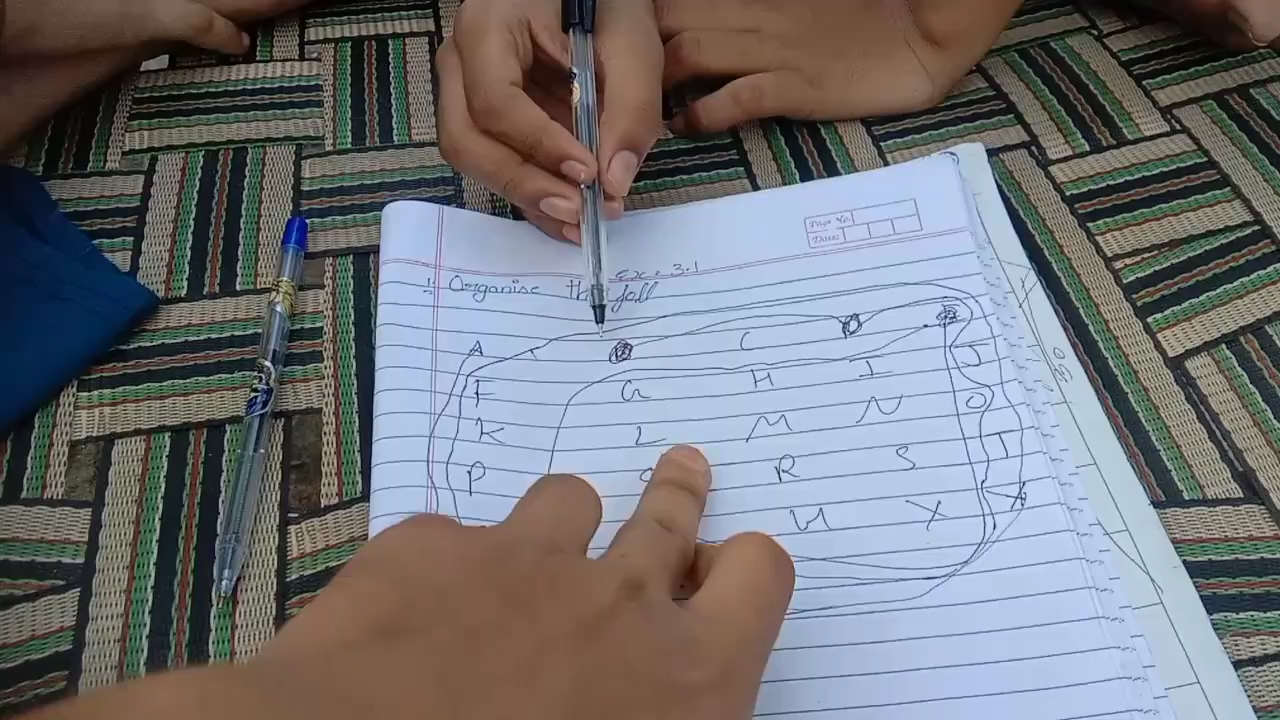 Page No.
Date:
Ex: 3.1
1. Organise the foll
A B C
F G H I J
K L M N O
P Q R S T
W X Y